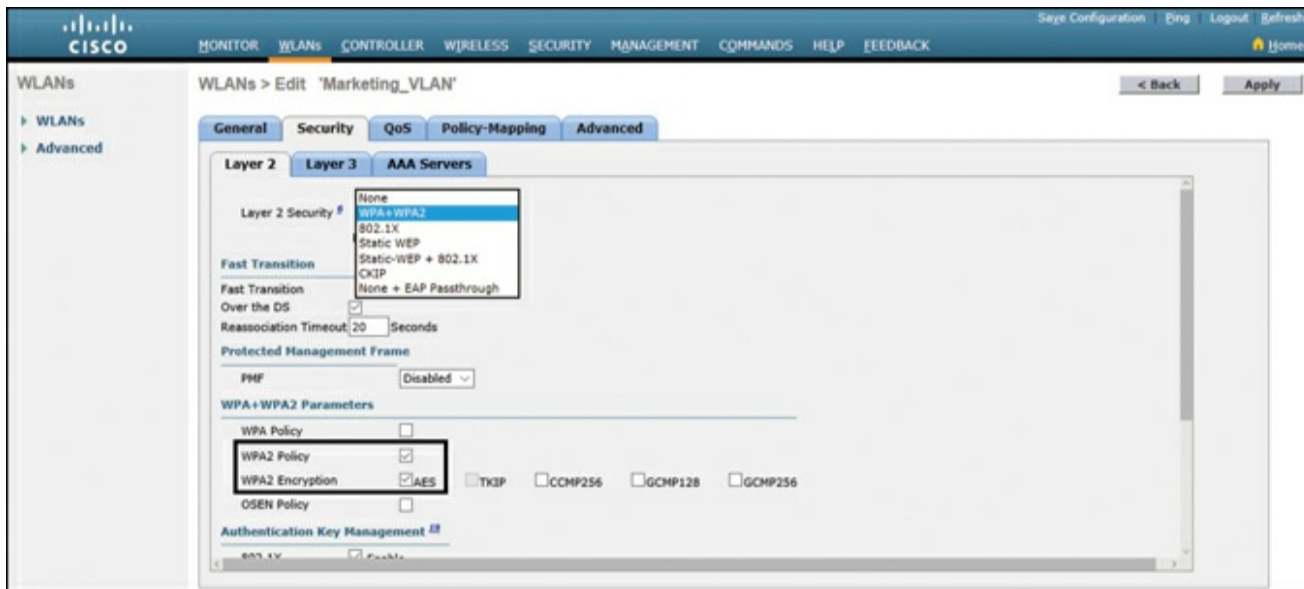 Save Configuration Ping Logout Refresh
CISCO MONITOR WLANs CONTROLLER WIRELESS SECURITY MANAGEMENT COMMANDS HELP FEEDBACK Home
WLANs WLANs > Edit 'Marketing_VLAN' < Back Apply
WLANs
Advanced
General Security QoS Policy-Mapping Advanced
Layer 2 Layer 3 AAA Servers
Layer 2 Security
None
WPA+WPA2
802.1X
Static WEP
Static-WEP + 802.1X
CKIP
None + EAP Passthrough
Fast Transition
Fast Transition
Over the DS
Reassociation Timeout 20 Seconds
Protected Management Frame
PMF Disabled
WPA+WPA2 Parameters
WPA Policy
WPA2 Policy
WPA2 Encryption AES TKIP CCMP256 GCMP128 GCMP256
OSEN Policy
Authentication Key Management
802.1X Enable